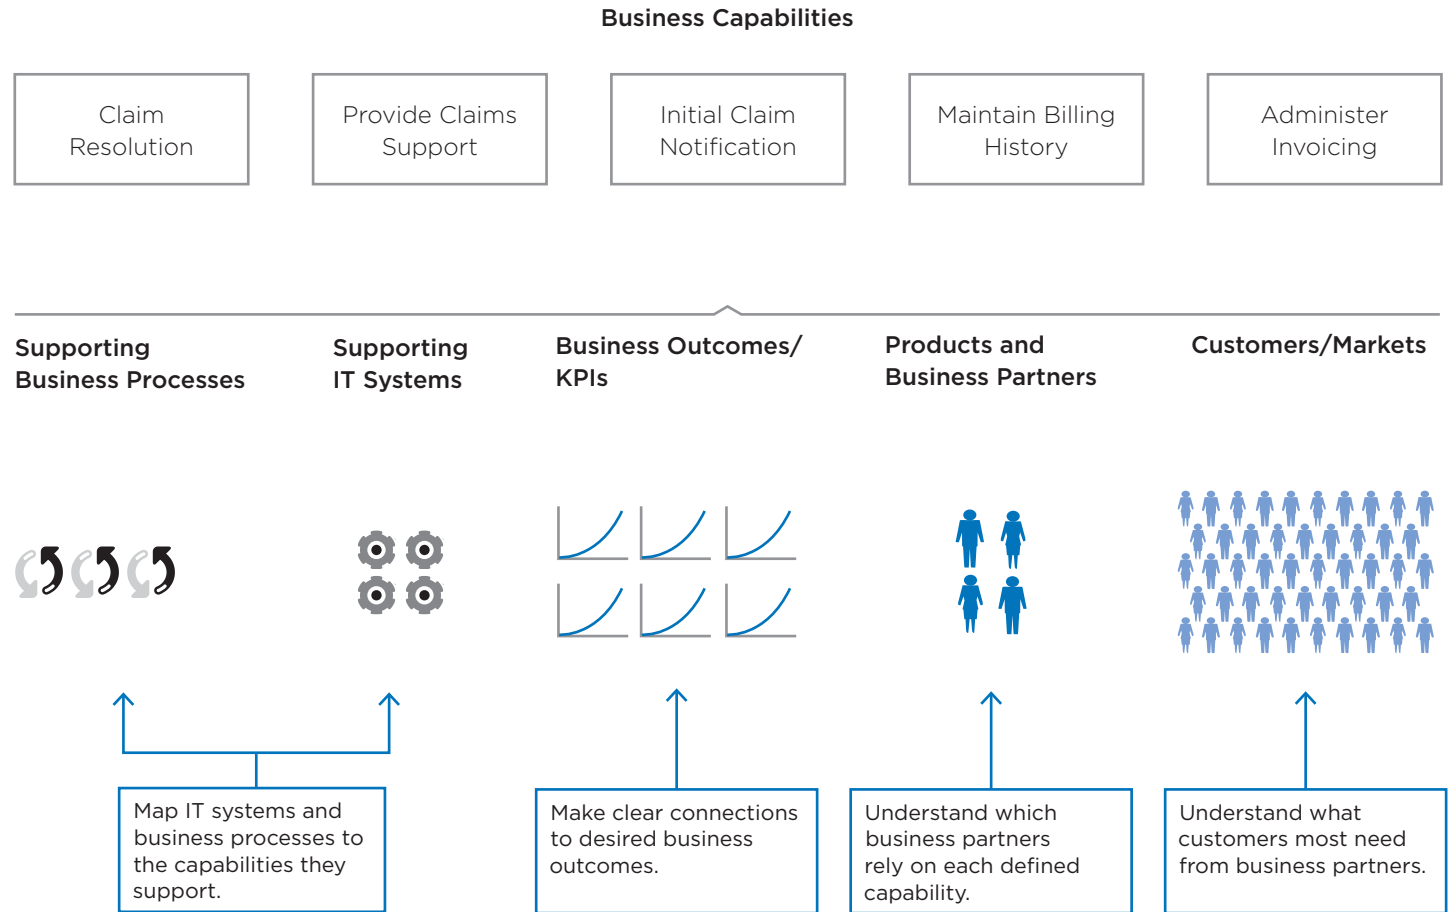 Business Capabilities
Claim
Resolution
Provide Claims
Support
Initial Claim
Notification
Maintain Billing
History
Administer
Invoicing
Supporting
Business Processes
Supporting
IT Systems
Business Outcomes/
KPIs
Products and
Business Partners
Customers/Markets
Map IT systems and
business processes to
the capabilities they
support.
Make clear connections
to desired business
outcomes.
Understand which
business partners
rely on each defined
capability.
Understand what
customers most need
from business partners.